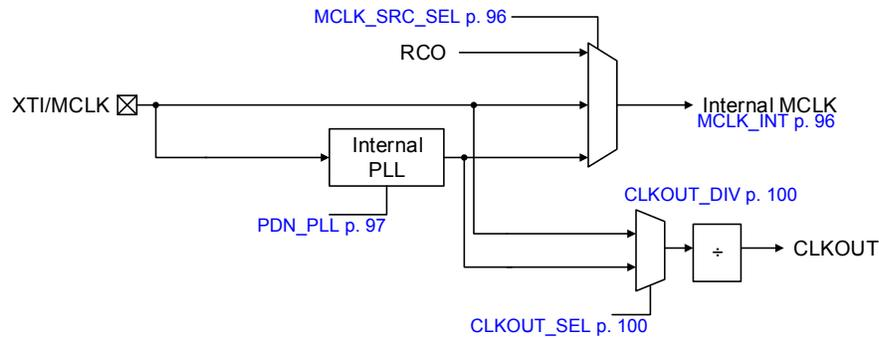 MCLK_SRC_SEL p. 96
RCO
XTI/MCLK
Internal MCLK
MCLK_INT p. 96
Internal
PLL
PDN_PLL p. 97
CLKOUT_DIV p. 100
÷
CLKOUT
CLKOUT_SEL p. 100